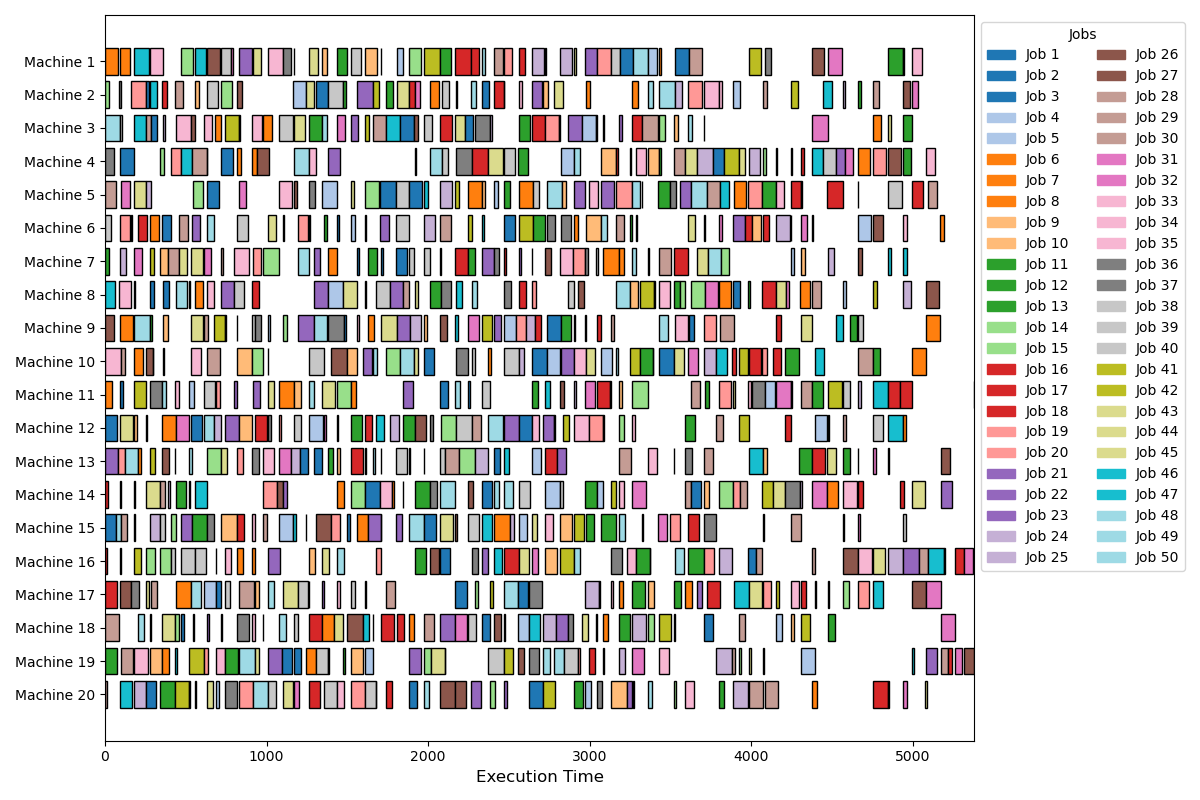 Machine 1
Machine 2
Machine 3
Machine 4
Machine 5
Machine 6
Machine 7
Machine 8
Machine 9
Machine 10
Machine 11
Machine 12
Machine 13
Machine 14
Machine 15
Machine 16
Machine 17
Machine 18
Machine 19
Machine 20
0 1000 2000 3000 4000 5000
Execution Time
Jobs
Job 1 Job 26
Job 2 Job 27
Job 3 Job 28
Job 4 Job 29
Job 5 Job 30
Job 6 Job 31
Job 7 Job 32
Job 8 Job 33
Job 9 Job 34
Job 10 Job 35
Job 11 Job 36
Job 12 Job 37
Job 13 Job 38
Job 14 Job 39
Job 15 Job 40
Job 16 Job 41
Job 17 Job 42
Job 18 Job 43
Job 19 Job 44
Job 20 Job 45
Job 21 Job 46
Job 22 Job 47
Job 23 Job 48
Job 24 Job 49
Job 25 Job 50